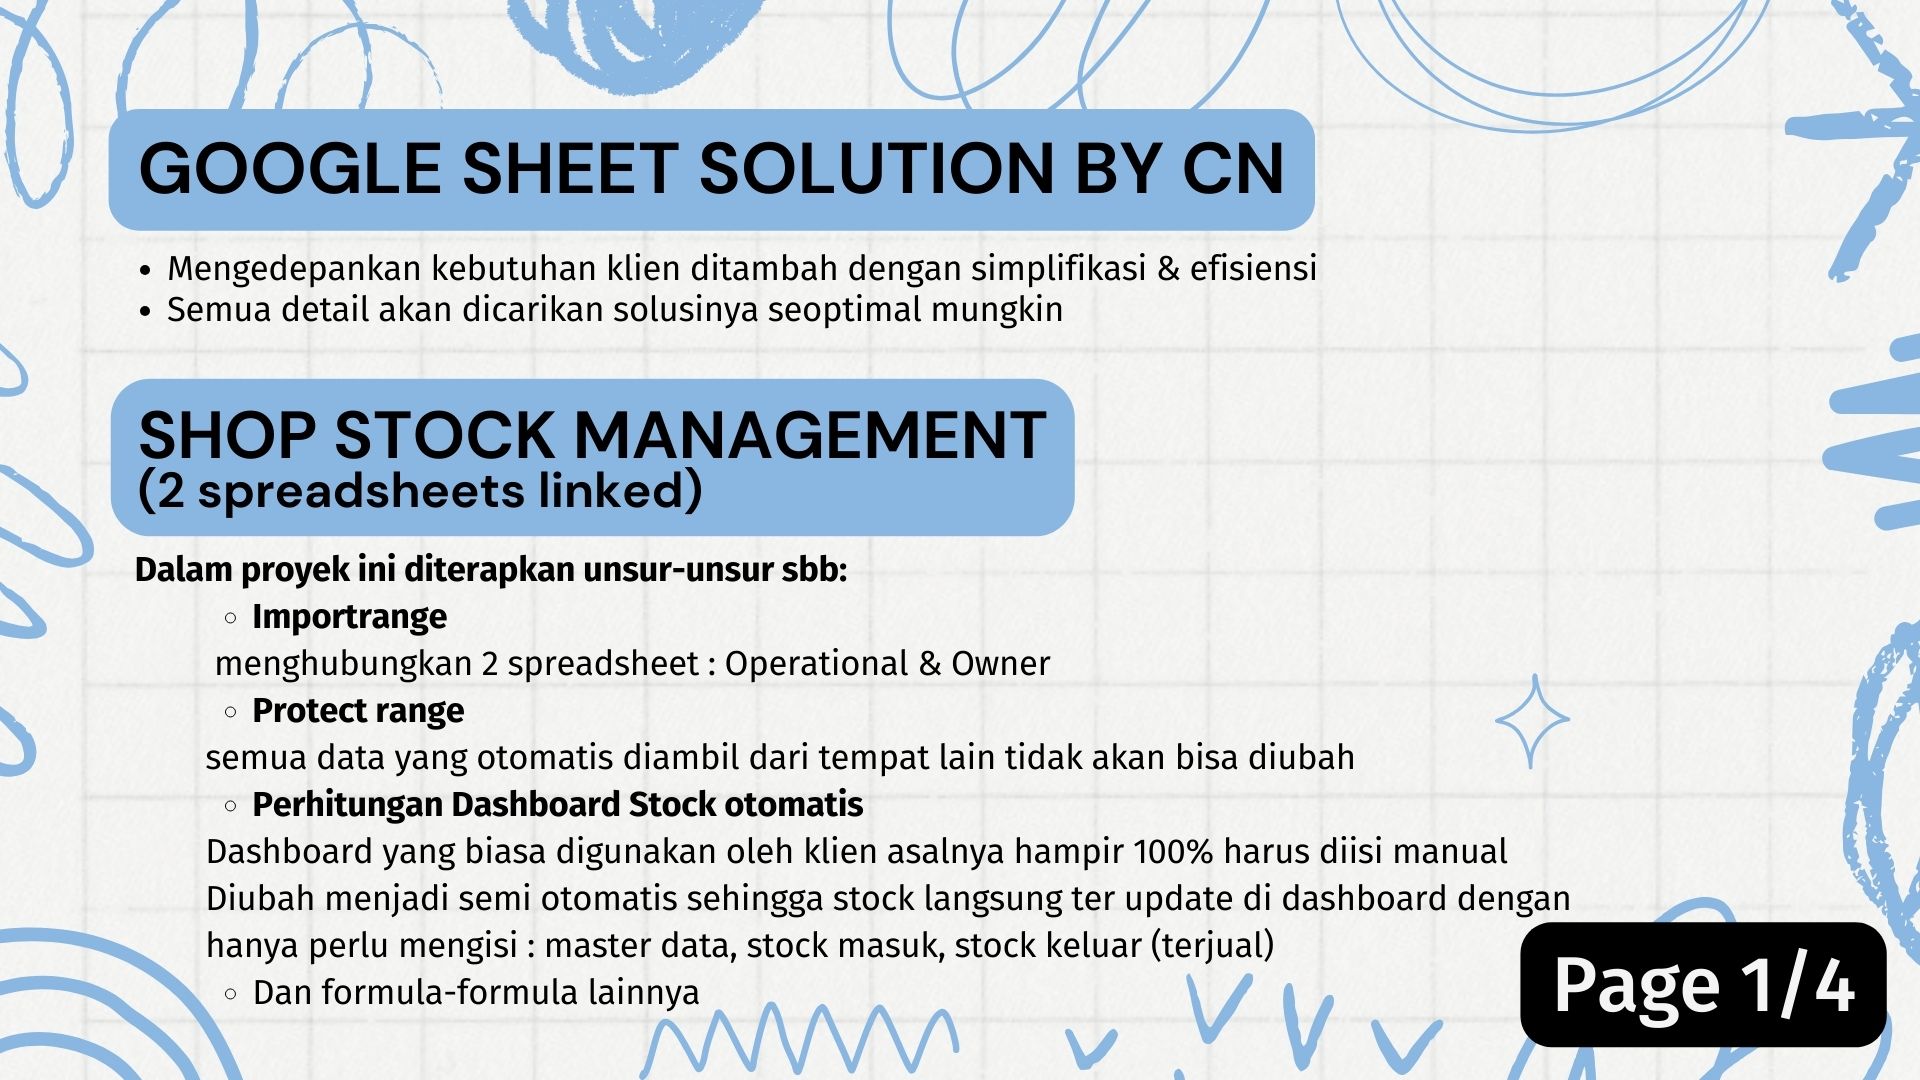 GOOGLE SHEET SOLUTION BY CN
• Mengedepankan kebutuhan klien ditambah dengan simplifikasi & efisiensi
• Semua detail akan dicarikan solusinya seoptimal mungkin
SHOP STOCK MANAGEMENT
(2 spreadsheets linked)
Dalam proyek ini diterapkan unsur-unsur sbb:
◦ Importrange
menghubungkan 2 spreadsheet : Operational & Owner
◦ Protect range
semua data yang otomatis diambil dari tempat lain tidak akan bisa diubah
◦ Perhitungan Dashboard Stock otomatis
Dashboard yang biasa digunakan oleh klien asalnya hampir 100% harus diisi manual
Diubah menjadi semi otomatis sehingga stock langsung ter update di dashboard dengan
hanya perlu mengisi : master data, stock masuk, stock keluar (terjual)
◦ Dan formula-formula lainnya
Page 1/4